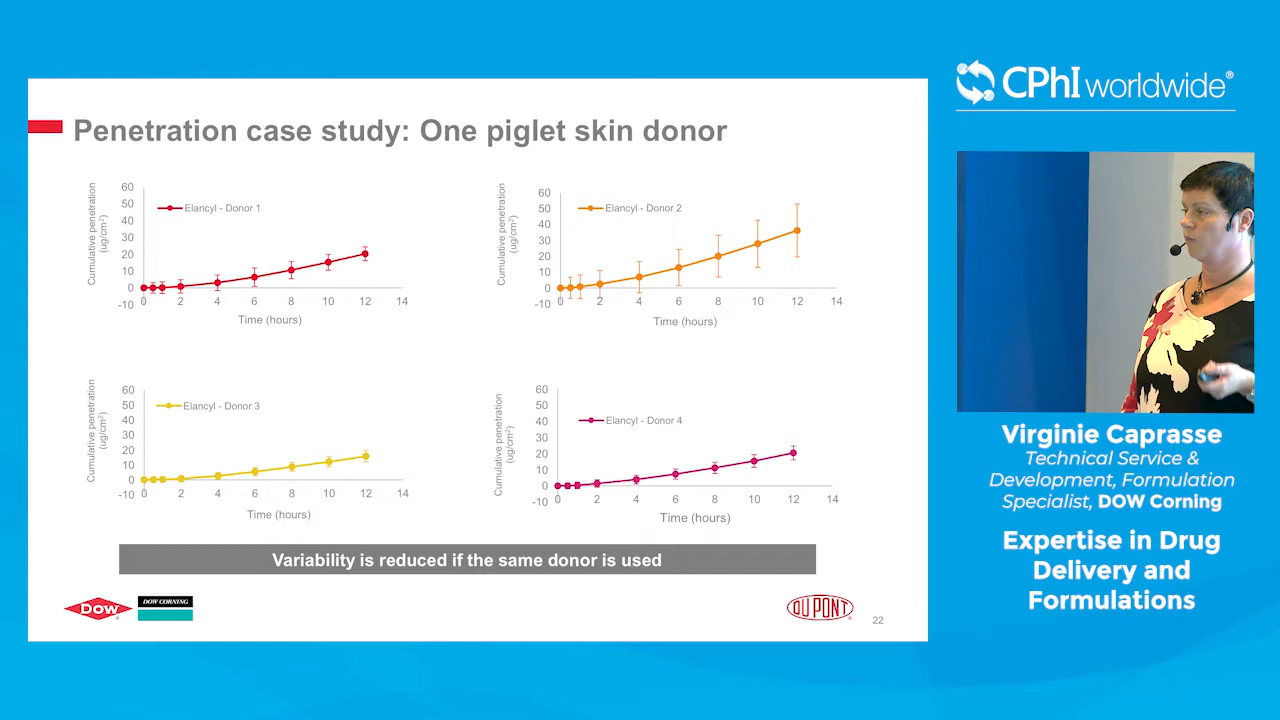 Penetration case study: One piglet skin donor
Cumulative penetration
(ug/cm²)
60
50
40
30
20
10
0
-10
Elancyl - Donor 1
0 2 4 6 8 10 12 14
Time (hours)
Cumulative penetration
(ug/cm²)
60
50
40
30
20
10
0
-10
Elancyl - Donor 2
0 2 4 6 8 10 12 14
Time (hours)
Cumulative penetration
(ug/cm²)
60
50
40
30
20
10
0
-10
Elancyl - Donor 3
0 2 4 6 8 10 12 14
Time (hours)
Cumulative penetration
(ug/cm²)
60
50
40
30
20
10
0
-10
Elancyl - Donor 4
0 2 4 6 8 10 12 14
Time (hours)
Variability is reduced if the same donor is used
DOW
DOW CORNING
DU PONT
22
CPhI worldwide®
Virginie Caprasse
Technical Service &
Development, Formulation
Specialist, DOW Corning
Expertise in Drug
Delivery and
Formulations